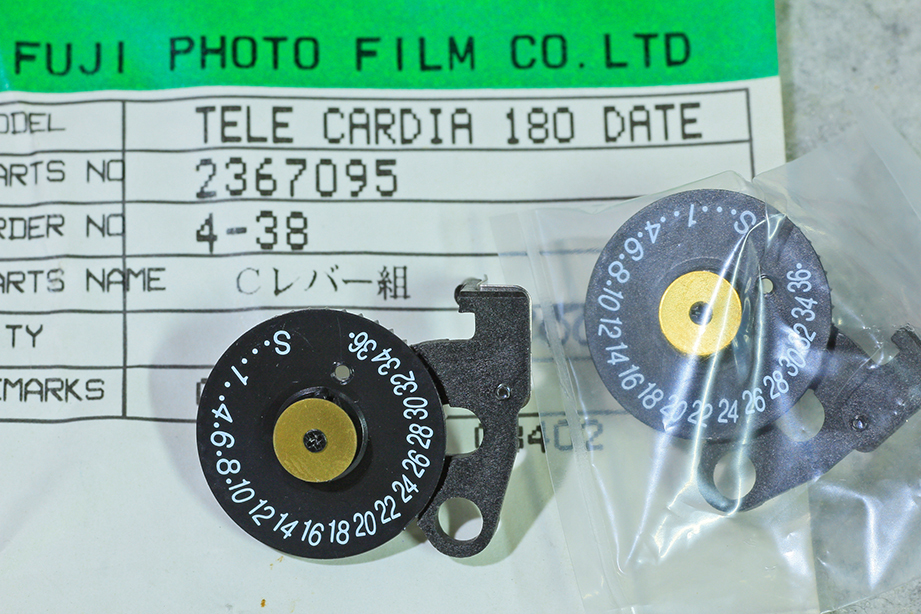 FUJI PHOTO FILM CO.LTD
ODEL TELE CARDIA 180 DATE
ARTS NO 2367095
RDER NO 4-38
ARTS NAME Cレバー組
TY
EMARKS
S...1...4.6.8.10 12 14 16 18 20 22 24 26 28 30 32 34 36.
S...1...4.6.8.10 12 14 16 18 20 22 24 26 28 30 32 34 36.